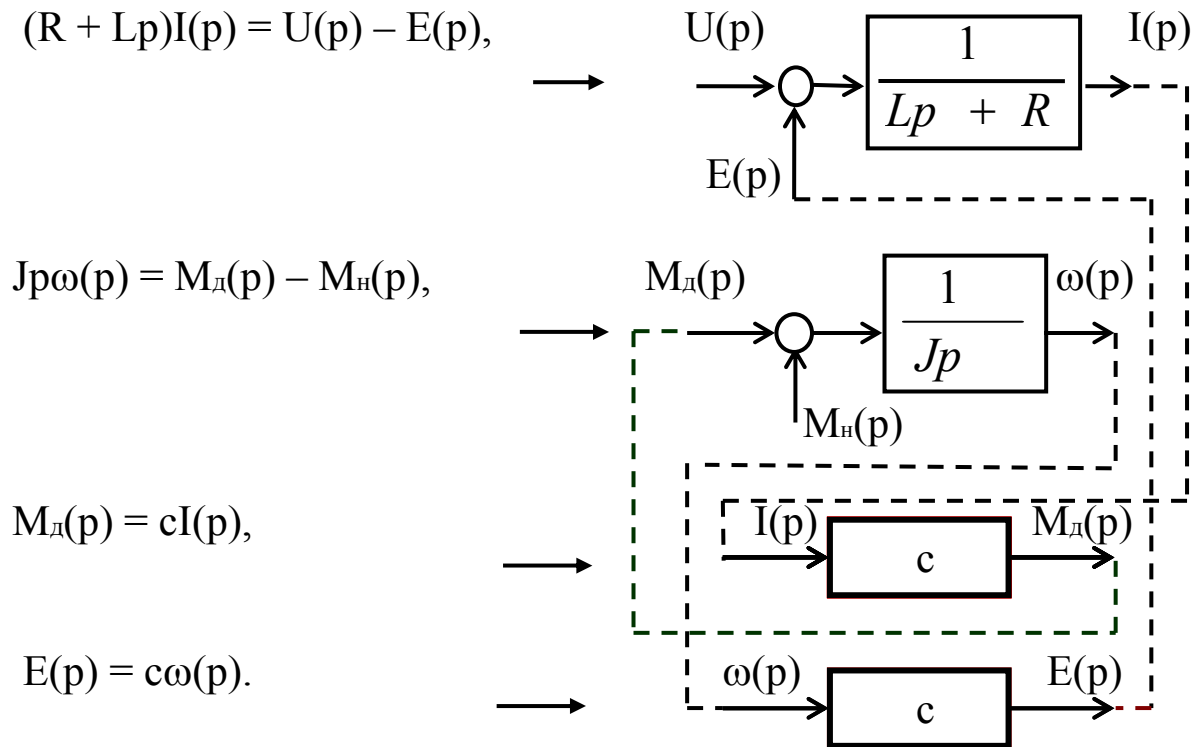 (R + Lp)I(p) = U(p) – E(p),
U(p)
I(p)
1
Lp + R
E(p)
Jpω(p) = Mд(p) – Mн(p),
Mд(p)
ω(p)
1
Jp
Mн(p)
Mд(p) = cI(p),
I(p)
Mд(p)
c
E(p) = cω(p).
ω(p)
E(p)
c